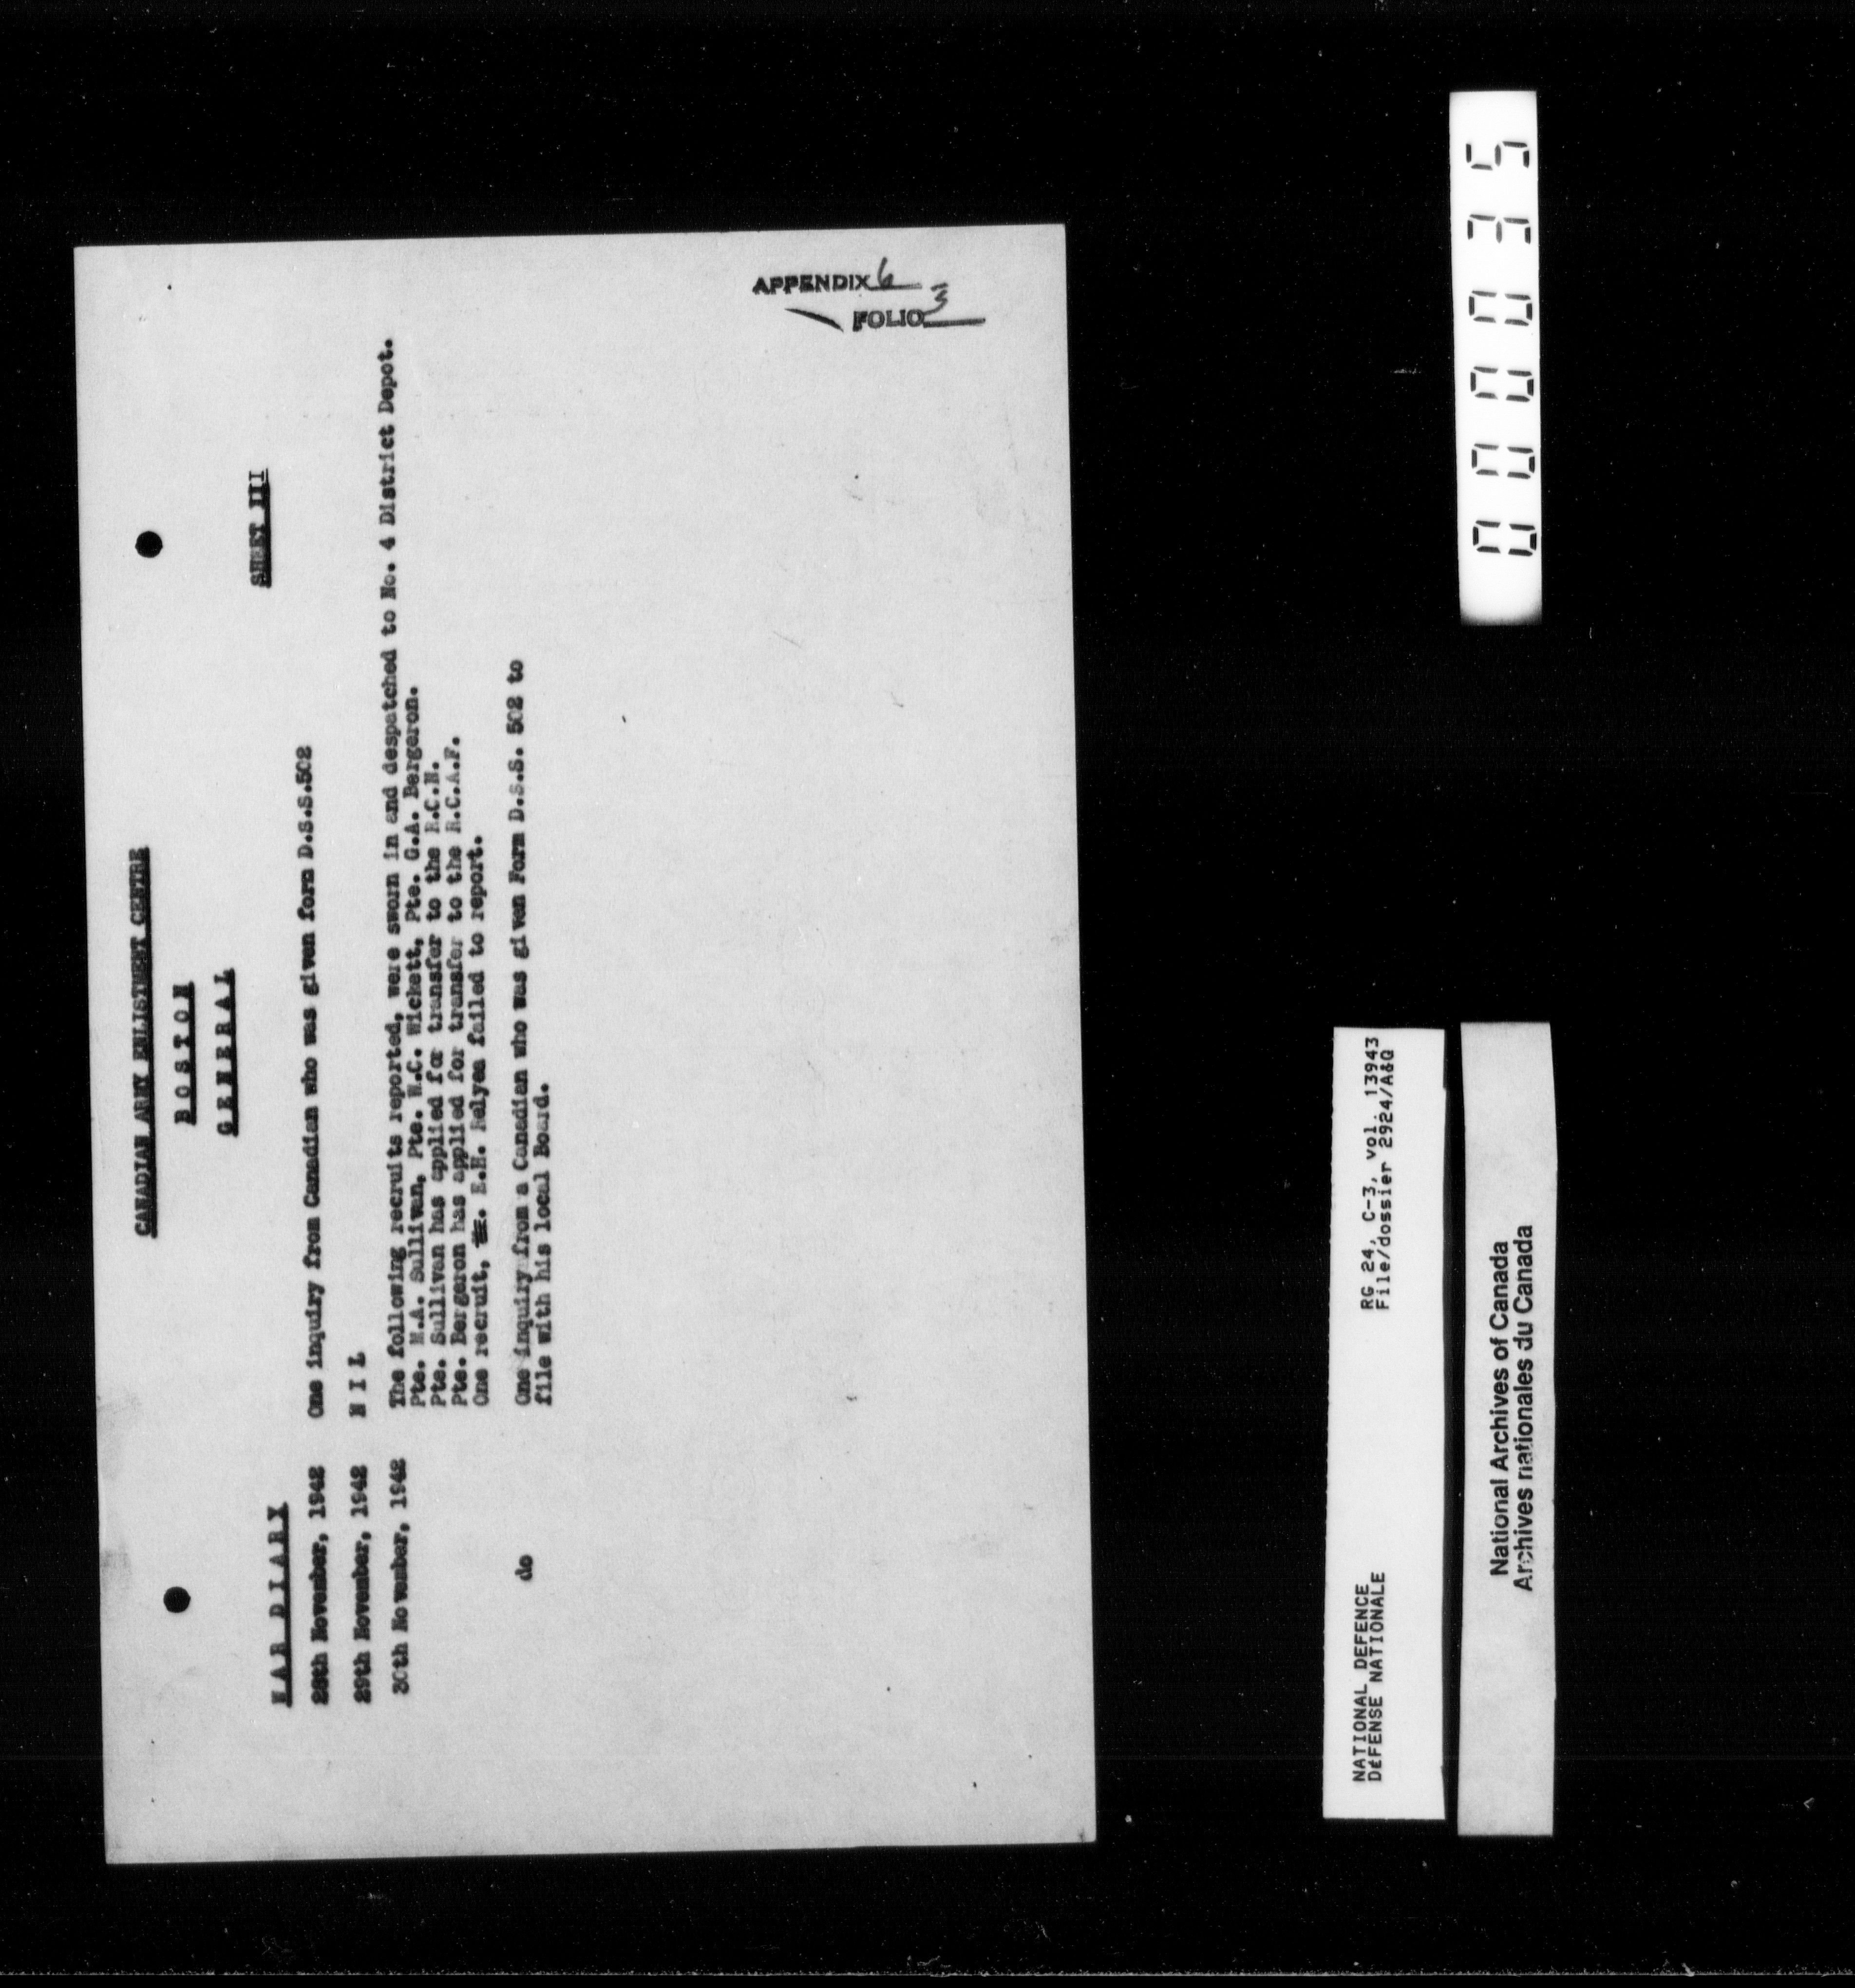 CANADIAN ARMY ENLISTMENT CENTRE
BOSTON
GENERAL
SHEET III
WAR DIARY
28th November, 1942 One inquiry from Canadian who was given form D.S.S.502
29th November, 1942 N I L
30th November, 1942 The following recruits reported, were sworn in and despatched to No. 4 District Depot.
Pte. M.A. Sullivan, Pte. W.C. Wickett, Pte. G.A. Bergeron.
Pte. Sullivan has applied for transfer to the R.C.N.
Pte. Bergeron has applied for transfer to the R.C.A.F.
One recruit, E.H. Relyea failed to report.
do One inquiry from a Canadian who was given Form D.S.S. 502 to
file with his local Board.
APPENDIX 6
FOLIO 3
000035
NATIONAL DEFENCE RG 24, C-3, vol. 13943
DéFENSE NATIONALE File/dossier 2924/A&Q
National Archives of Canada
Archives nationales du Canada